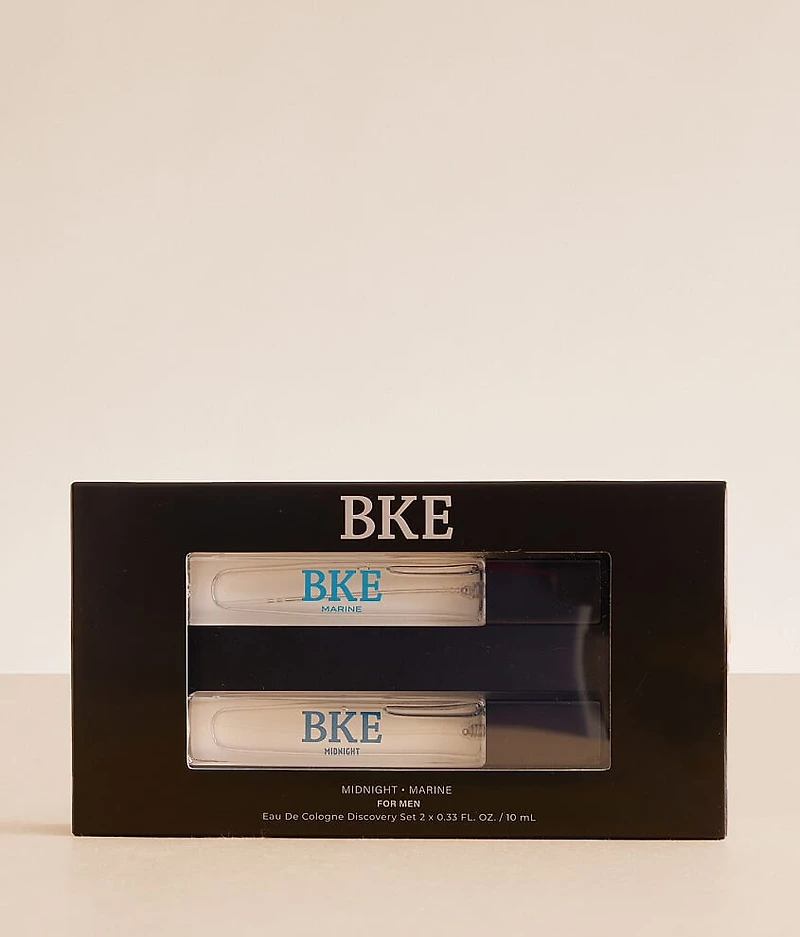 BKE
BKE
MARINE
BKE
MIDNIGHT
MIDNIGHT • MARINE
FOR MEN
Eau De Cologne Discovery Set 2 x 0.33 FL. OZ. / 10 mL